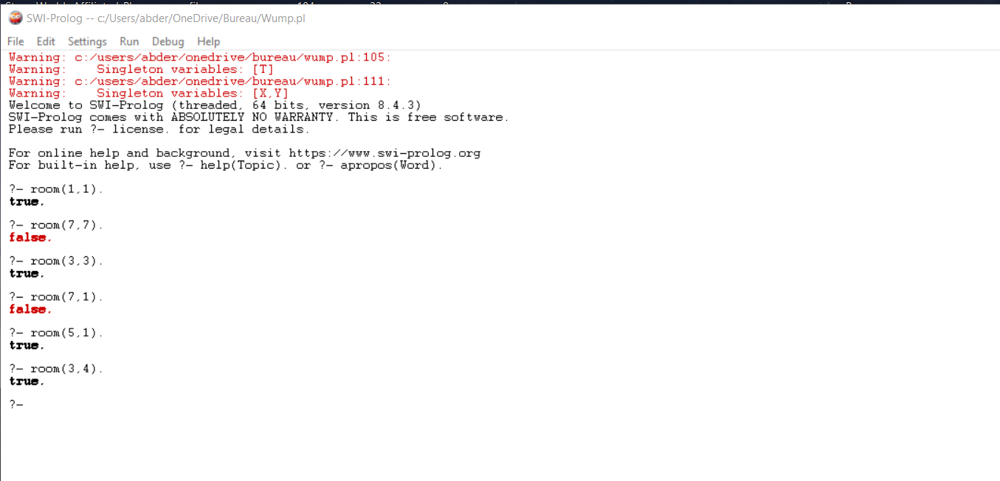 SWI-Prolog -- c:/Users/abder/OneDrive/Bureau/Wump.pl
File Edit Settings Run Debug Help
Warning: c:/users/abder/onedrive/bureau/wump.pl:105:
Warning:    Singleton variables: [T]
Warning: c:/users/abder/onedrive/bureau/wump.pl:111:
Warning:    Singleton variables: [X,Y]
Welcome to SWI-Prolog (threaded, 64 bits, version 8.4.3)
SWI-Prolog comes with ABSOLUTELY NO WARRANTY. This is free software.
Please run ?- license. for legal details.
For online help and background, visit https://www.swi-prolog.org
For built-in help, use ?- help(Topic). or ?- apropos(Word).
?- room(1,1).
true.
?- room(7,7).
false.
?- room(3,3).
true.
?- room(7,1).
false.
?- room(5,1).
true.
?- room(3,4).
true.
?-